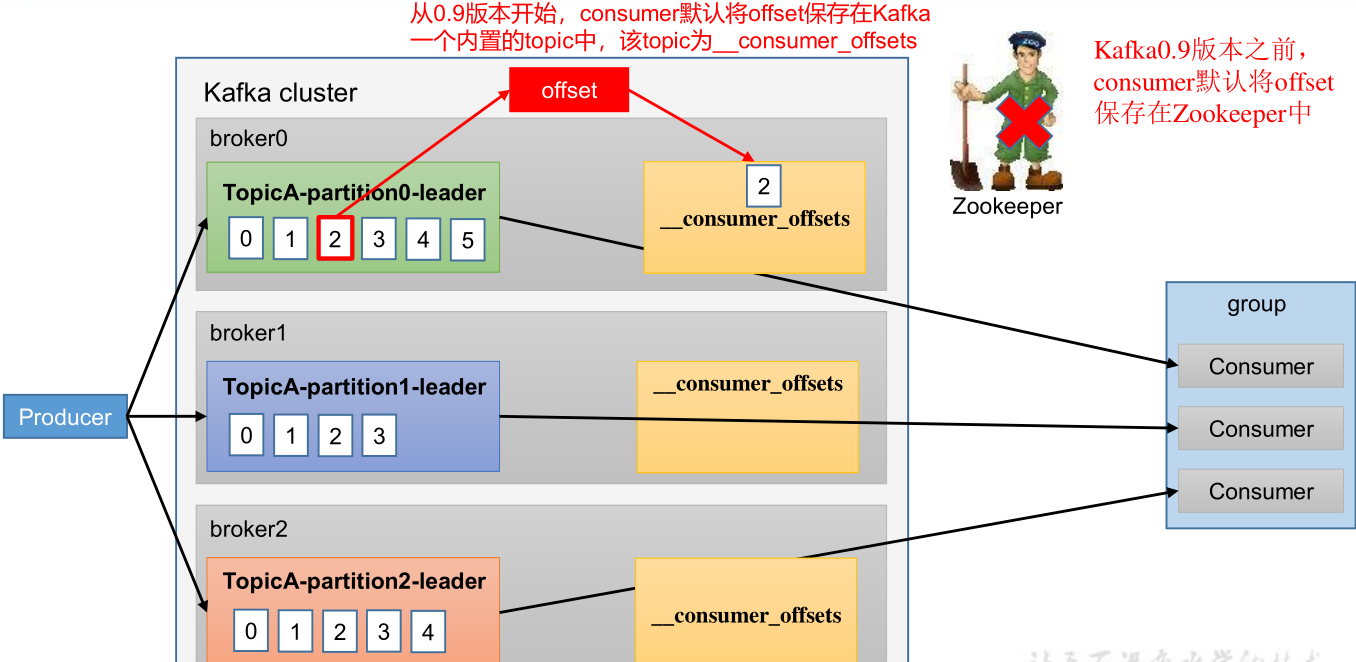 从0.9版本开始，consumer默认将offset保存在Kafka
一个内置的topic中，该topic为__consumer_offsets
Kafka0.9版本之前，
consumer默认将offset
保存在Zookeeper中
ZOO
Zookeeper
Kafka cluster
offset
broker0
TopicA-partition0-leader
0 1 2 3 4 5
2
__consumer_offsets
broker1
TopicA-partition1-leader
0 1 2 3
__consumer_offsets
broker2
TopicA-partition2-leader
0 1 2 3 4
__consumer_offsets
Producer
group
Consumer
Consumer
Consumer